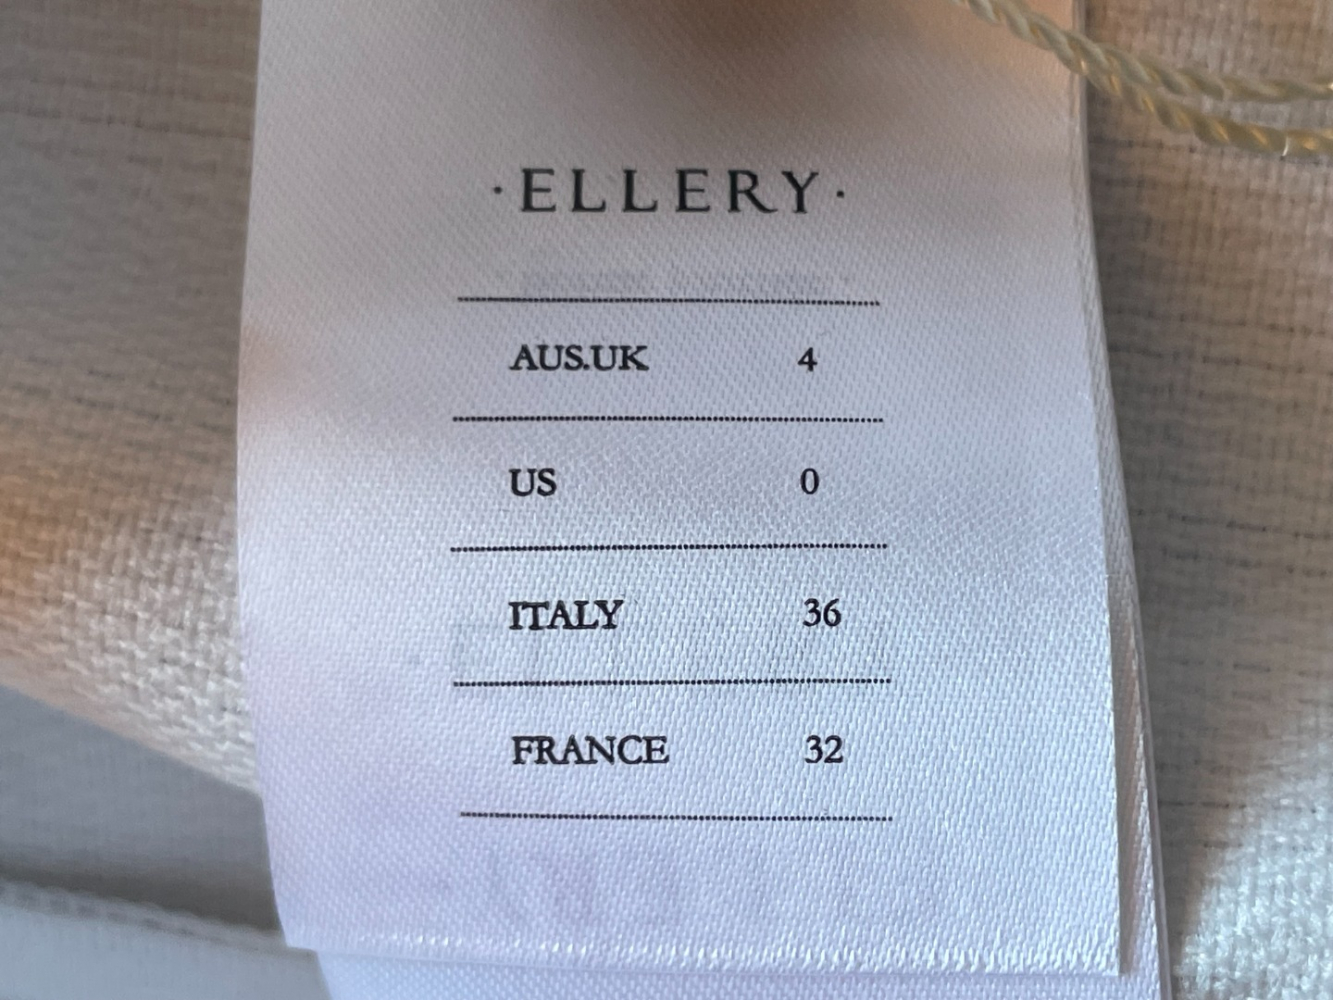 ·ELLERY·
AUS.UK 4
US 0
ITALY 36
FRANCE 32